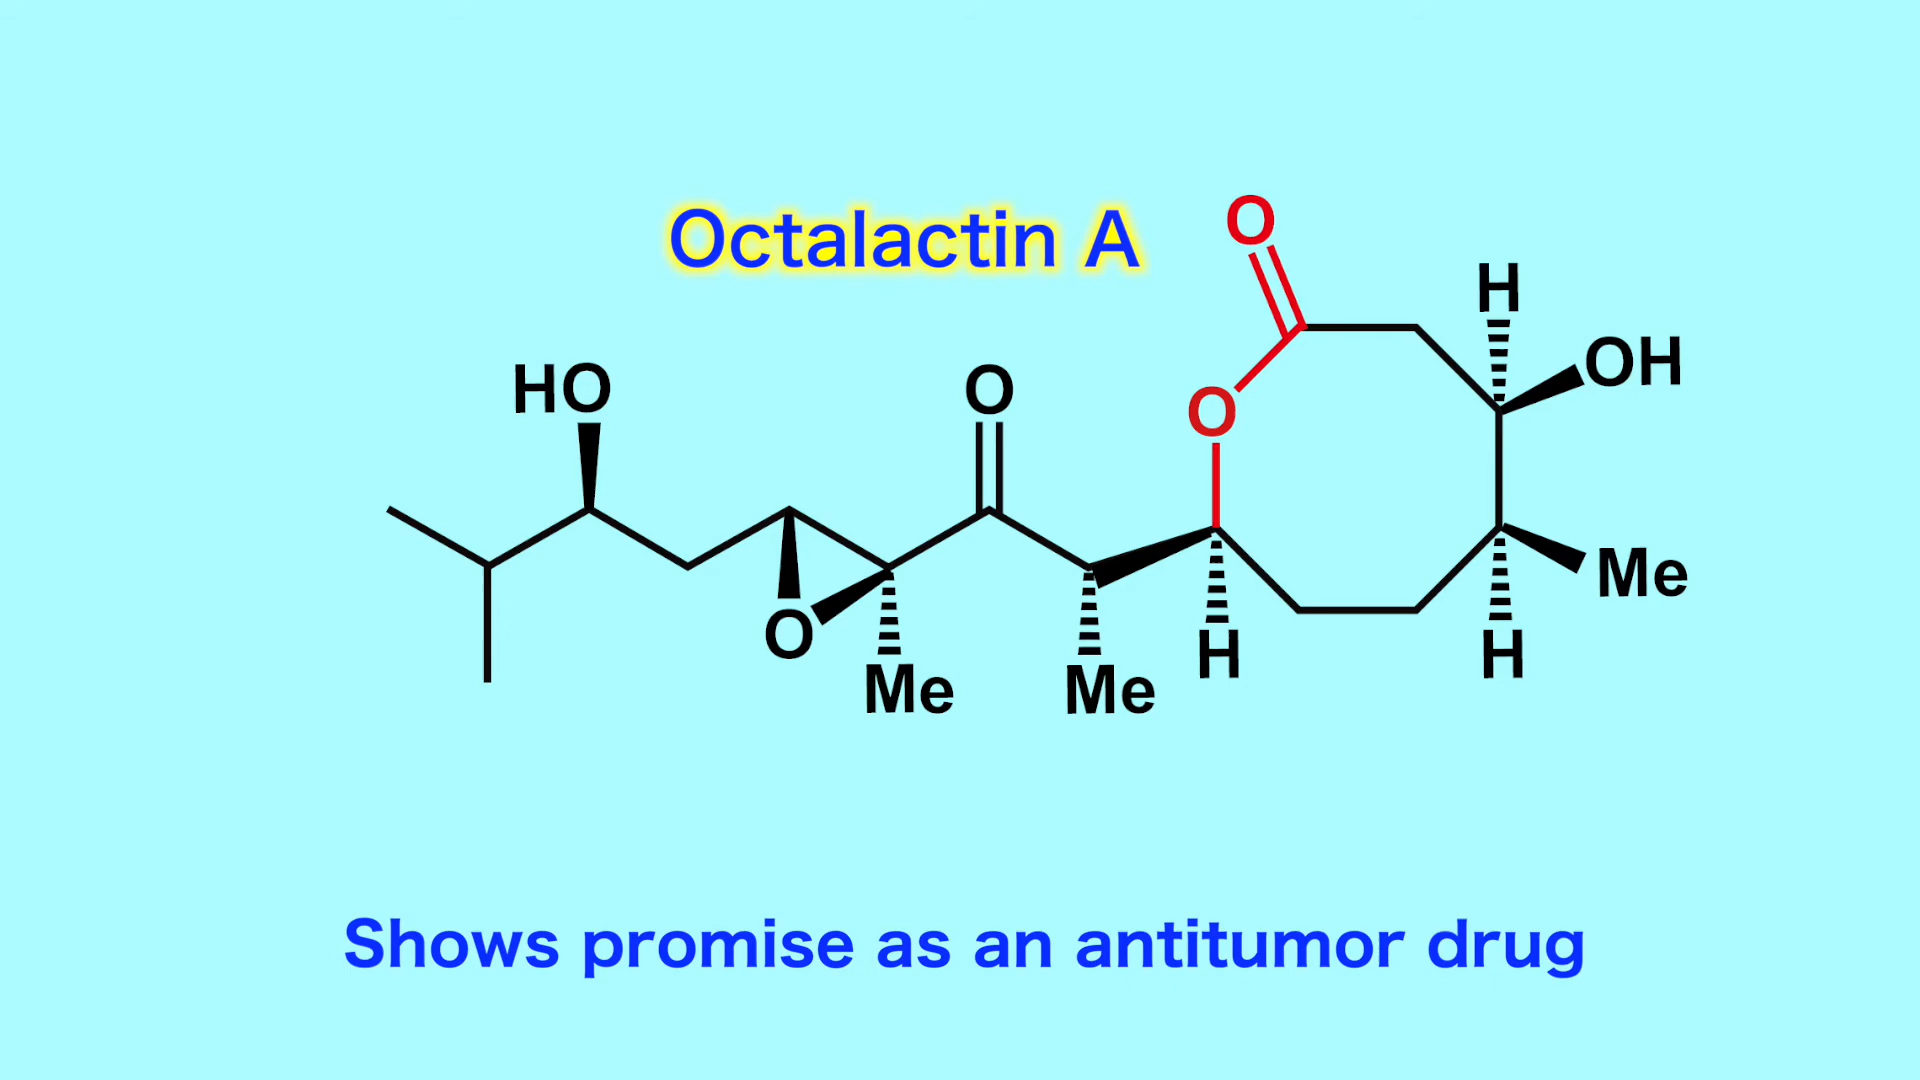 Octalactin A
O
H
OH
HO
O
O
O
Me
Me
Me
H
H
Shows promise as an antitumor drug